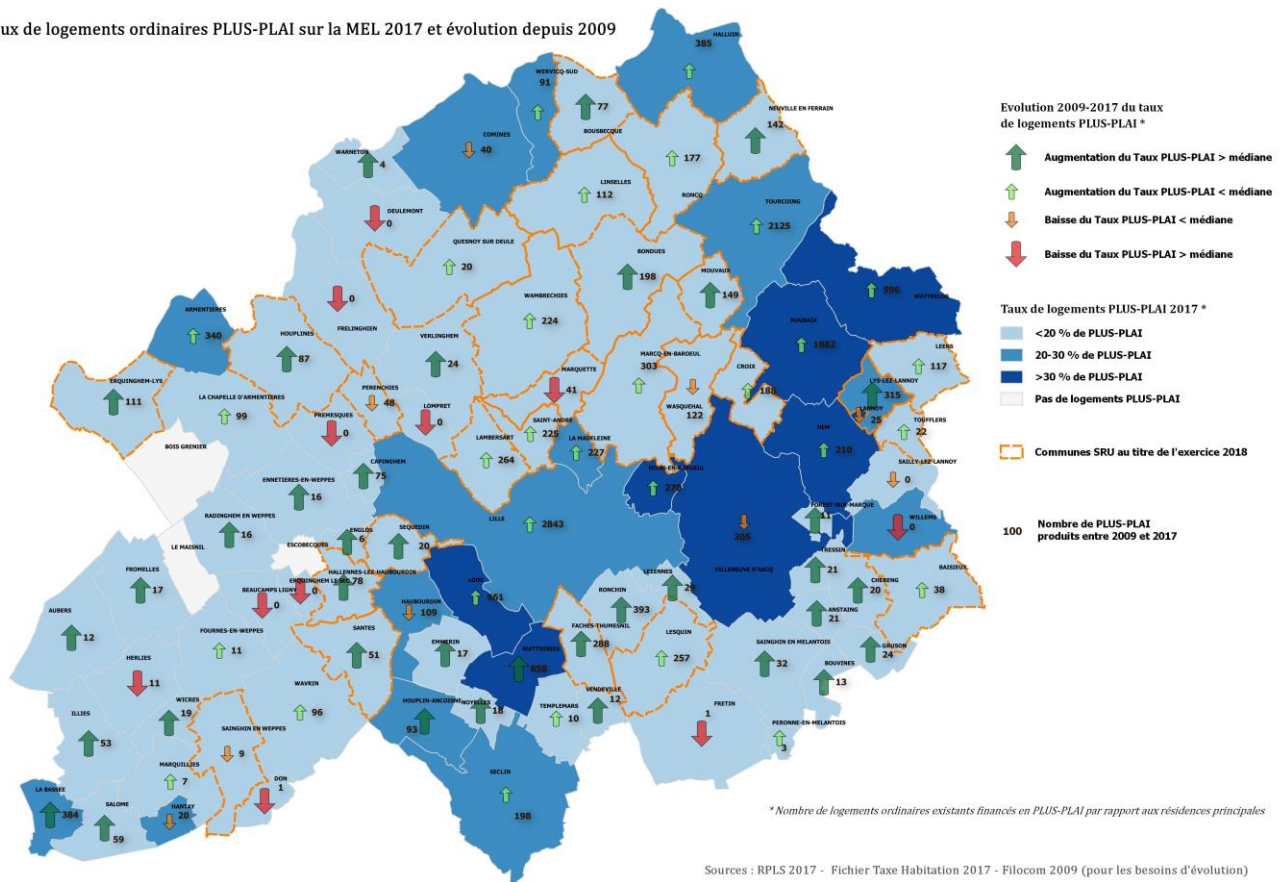 ux de logements ordinaires PLUS-PLAI sur la MEL 2017 et évolution depuis 2009
HALLUIN
385
WERVICQ-SUD
91
77
BOUSBECQUE
NEUVILLE EN FERRAIN
142
COMINES
40
WARNETON
4
177
RONCQ
LINSELLES
112
DEULEMONT
0
TOURCOING
2125
QUESNOY SUR DEULE
20
BONDUES
198
MOUVAUX
149
596
WATTRELOS
0
FRELINGHIEN
WAMBRECHIES
224
ARMENTIERES
340
HOUPLINES
87
VERLINGHEM
24
ROUBAIX
1882
MARCQ-EN-BAROEUL
303
CROIX
188
LEERS
117
MARQUETTE
41
WASQUEHAL
122
LYS-LEZ-LANNOY
315
LANNOY
25
ERQUINGHEM-LYS
111
LA CHAPELLE D'ARMENTIERES
99
PERENCHIES
48
PREMESQUES
0
LOMPRET
0
LAMBERSART
264
SAINT-ANDRÉ
225
LA MADELEINE
227
TOUFFLERS
22
HEM
210
SAILLY-LEZ-LANNOY
0
BOIS GRENIER
CAPINGHEM
75
MONS-EN-BAROEUL
270
ENNETIERES-EN-WEPPES
16
LILLE
2843
FOREST-SUR-MARQUE
11
WILLEMS
0
305
VILLENEUVE D'ASCQ
RADINGHEM EN WEPPES
16
ENGLOS
6
SEQUEDIN
20
LE MAISNIL
ESCOBECQUES
TRESSIN
21
FROMELLES
17
HALLENNES-LEZ-HAUBOURDIN
78
ERQUINGHEM LE SEC
0
BEAUCAMPS LIGNY
0
LOOS
961
LEZENNES
29
RONCHIN
393
CHERENG
20
BAISIEUX
38
HAUBOURDIN
109
ANSTAING
21
AUBERS
12
FOURNES-EN-WEPPES
11
SANTES
51
EMMERIN
17
FACHES-THUMESNIL
288
LESQUIN
257
SAINGHIN EN MELANTOIS
32
GRUSON
24
HERLIES
11
WATTIGNIES
858
BOUVINES
13
WICRES
19
WAVRIN
96
HOUPLIN-ANCOISNE
93
NOYELLES
18
TEMPLEMARS
10
VENDEVILLE
12
FRETIN
1
PERONNE-EN-MELANTOIS
3
ILLIES
53
SAINGHIN EN WEPPES
9
MARQUILLIES
7
DON
1
SECLIN
198
LA BASSEE
384
SALOME
59
HANTAY
20
Evolution 2009-2017 du taux
de logements PLUS-PLAI *
Augmentation du Taux PLUS-PLAI > médiane
Augmentation du Taux PLUS-PLAI < médiane
Baisse du Taux PLUS-PLAI < médiane
Baisse du Taux PLUS-PLAI > médiane
Taux de logements PLUS-PLAI 2017 *
<20 % de PLUS-PLAI
20-30 % de PLUS-PLAI
>30 % de PLUS-PLAI
Pas de logements PLUS-PLAI
Communes SRU au titre de l'exercice 2018
100 Nombre de PLUS-PLAI
produits entre 2009 et 2017
* Nombre de logements ordinaires existants financés en PLUS-PLAI par rapport aux résidences principales
Sources : RPLS 2017 - Fichier Taxe Habitation 2017 - Filocom 2009 (pour les besoins d'évolution)